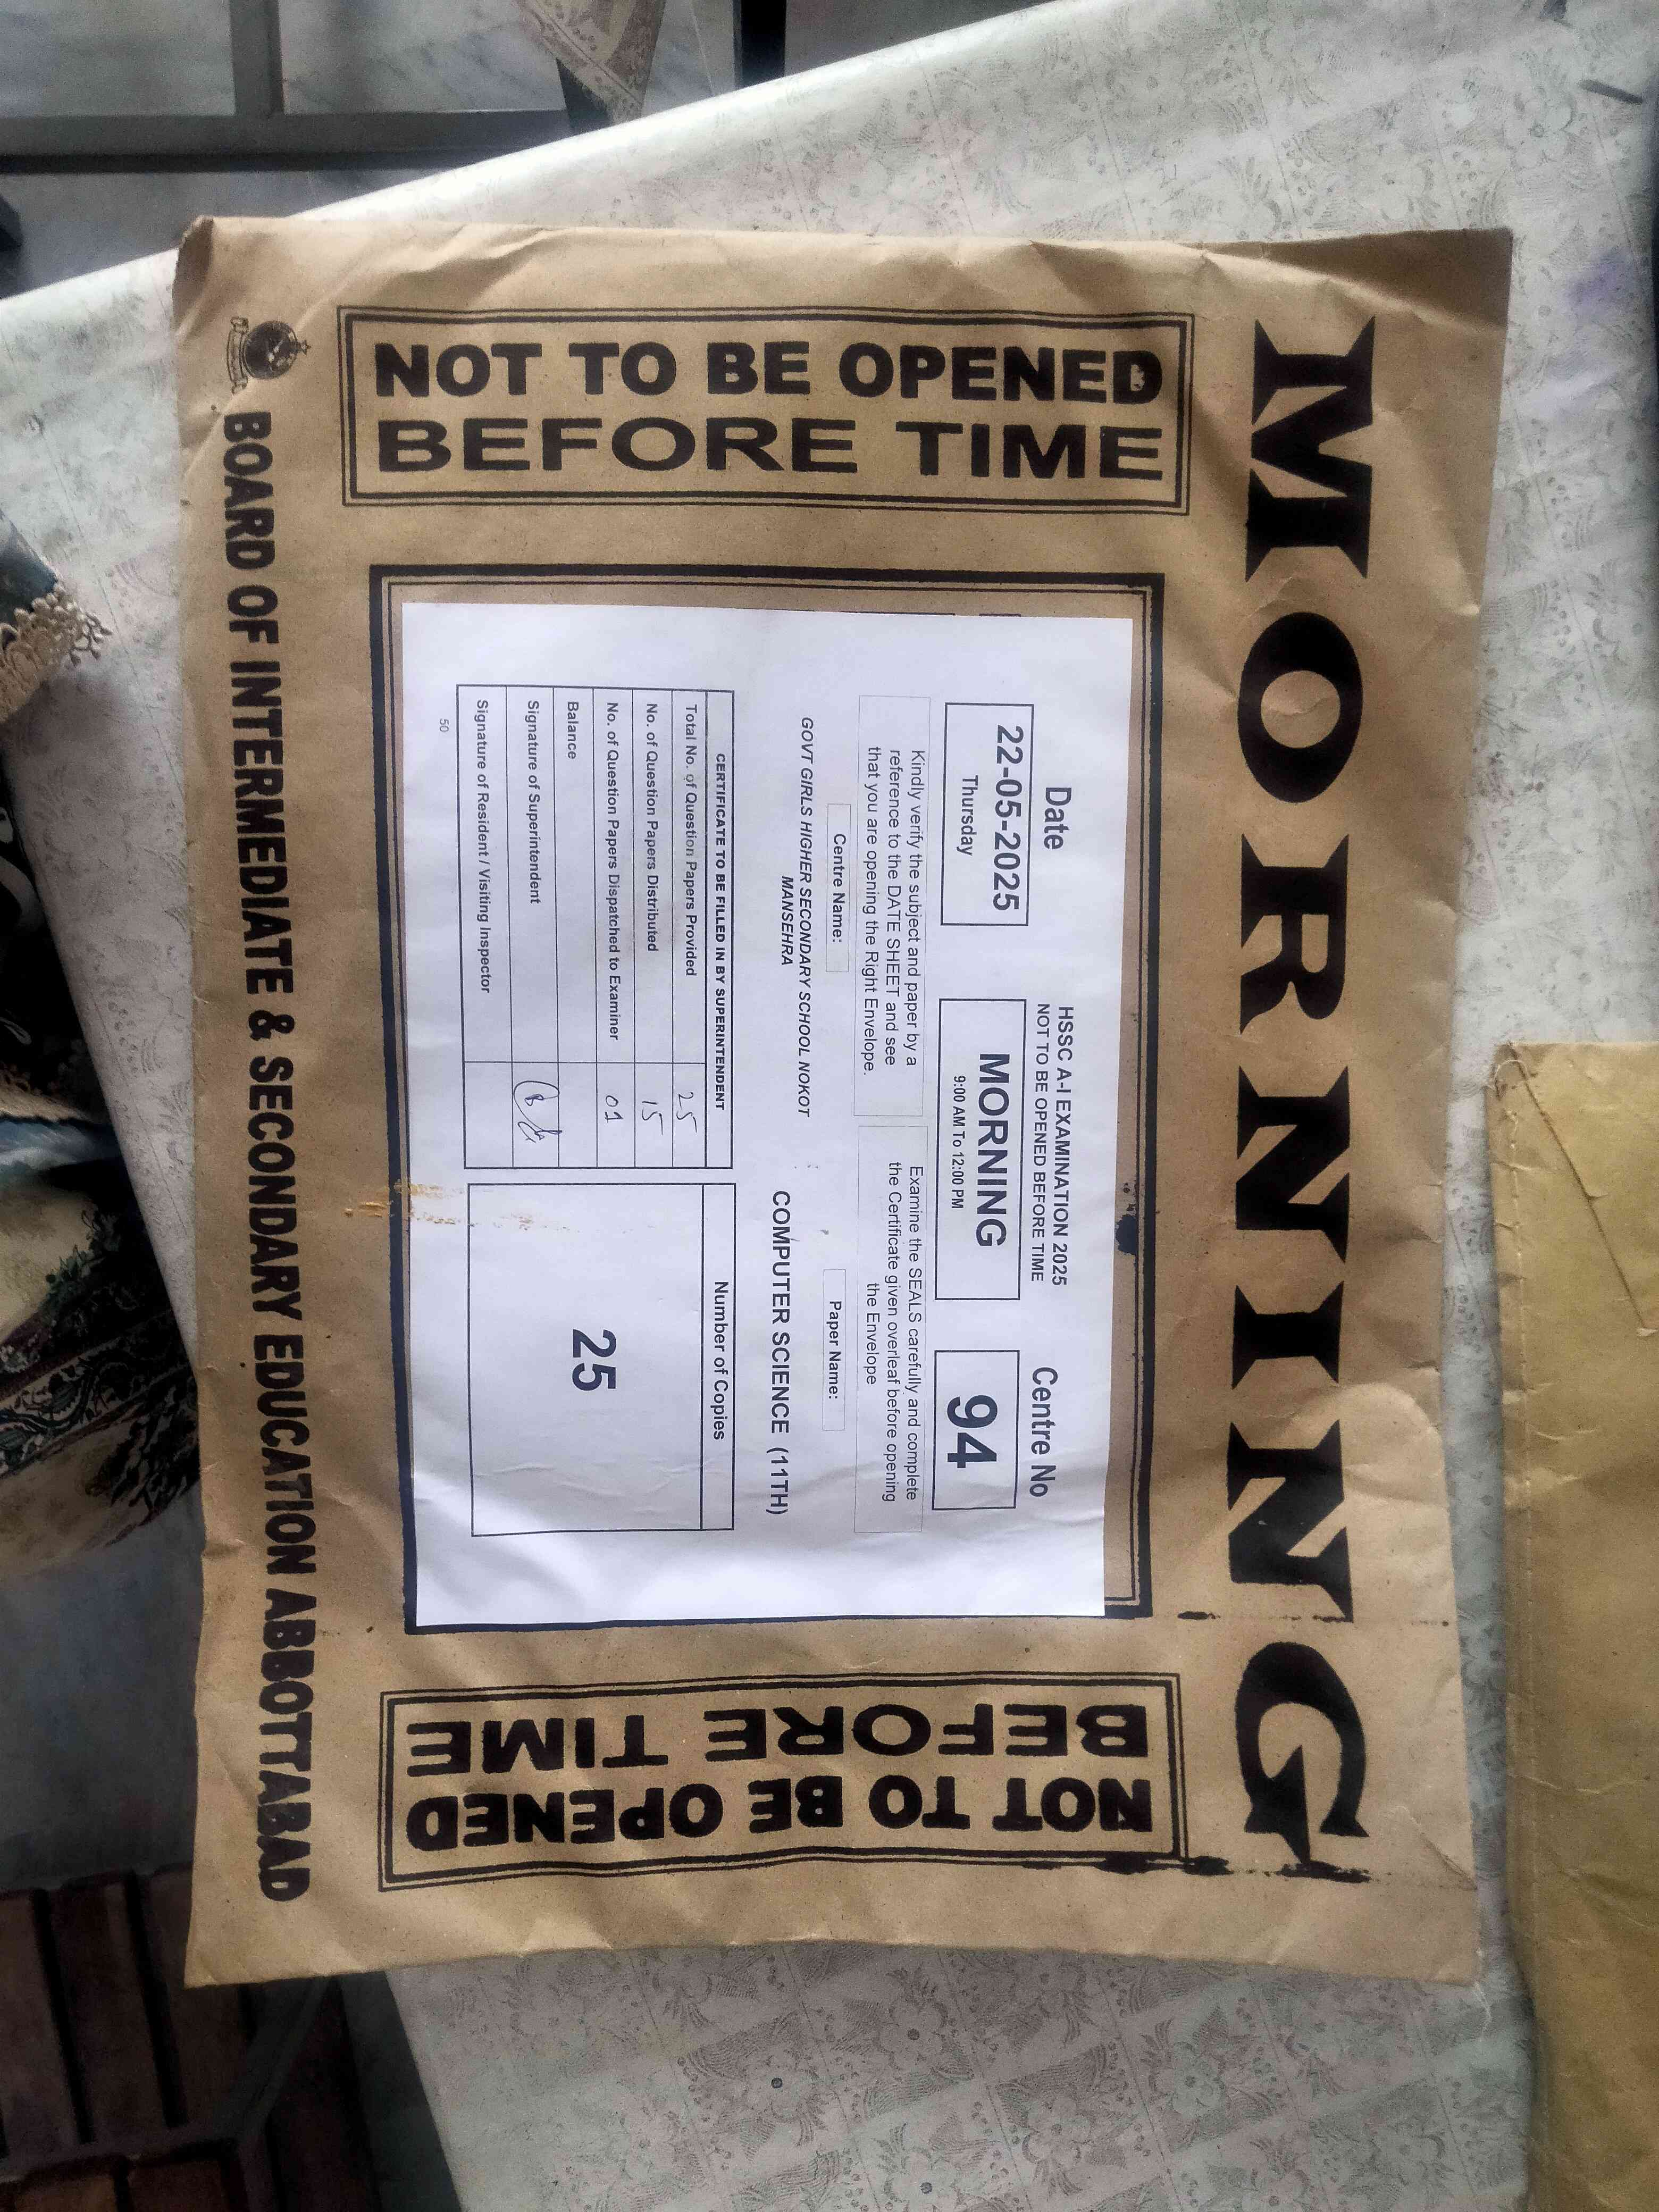 MORNING
NOT TO BE OPENED
BEFORE TIME
Date
22-05-2025
Thursday
HSSC A-I EXAMINATION 2025
NOT TO BE OPENED BEFORE TIME
MORNING
9:00 AM To 12:00 PM
Centre No
94
Kindly verify the subject and paper by a
reference to the DATE SHEET and see
that you are opening the Right Envelope.
Examine the SEALS carefully and complete
the Certificate given overleaf before opening
the Envelope
Centre Name:
GOVT GIRLS HIGHER SECONDARY SCHOOL NOKOT
MANSEHRA
Paper Name:
COMPUTER SCIENCE (11TH)
CERTIFICATE TO BE FILLED IN BY SUPERINTENDENT
Total No. of Question Papers Provided 25
No. of Question Papers Distributed 15
No. of Question Papers Dispatched to Examiner 01
Balance
Signature of Superintendent
Signature of Resident / Visiting Inspector
50
Number of Copies
25
NOT TO BE OPENED
BEFORE TIME
BOARD OF INTERMEDIATE & SECONDARY EDUCATION ABBOTTABAD